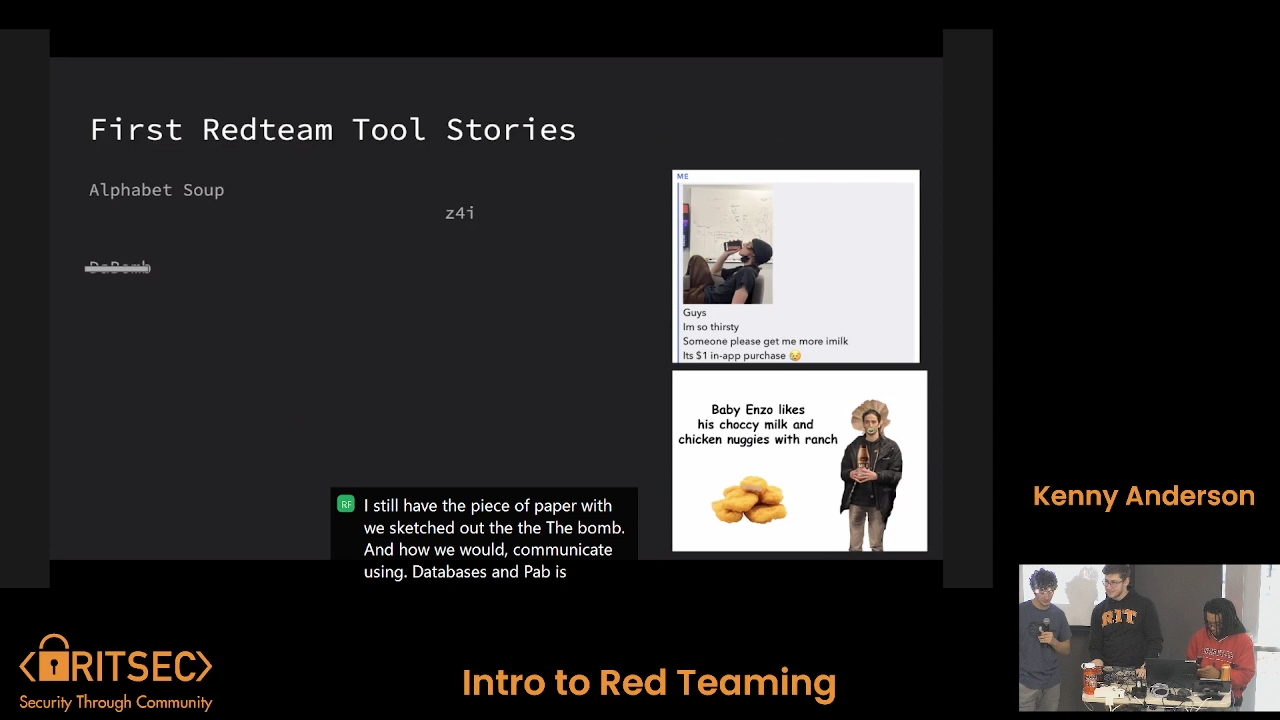 First Redteam Tool Stories
Alphabet Soup
z4i
DaBomb
ME
Guys
Im so thirsty
Someone please get me more imilk
Its $1 in-app purchase 😢
Baby Enzo likes
his choccy milk and
chicken nuggies with ranch
RF
I still have the piece of paper with
we sketched out the the The bomb.
And how we would, communicate
using. Databases and Pab is
Kenny Anderson
RIT
<RITSEC>
Security Through Community
Intro to Red Teaming